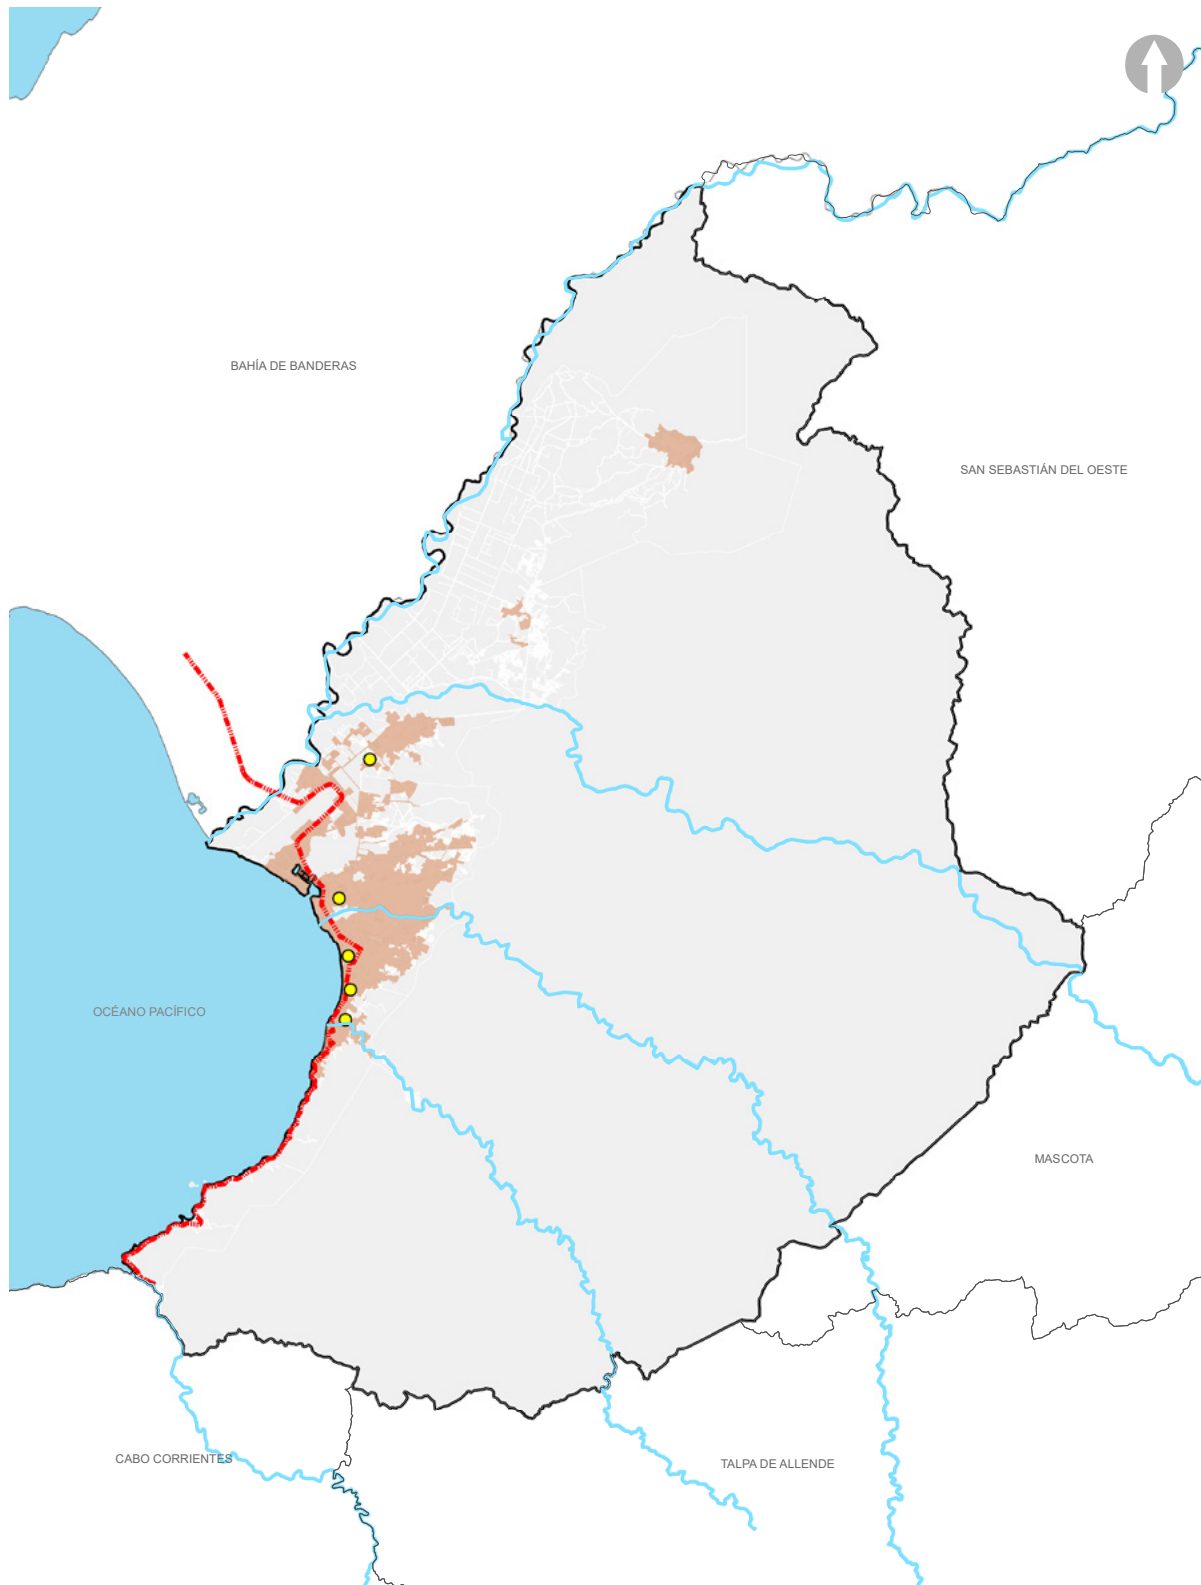 BAHÍA DE BANDERAS
SAN SEBASTIÁN DEL OESTE
OCÉANO PACÍFICO
MASCOTA
CABO CORRIENTES
TALPA DE ALLENDE